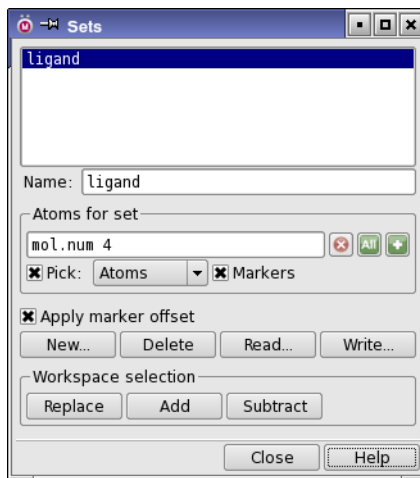 Sets
ligand
Name: ligand
Atoms for set
mol.num 4 All
Pick: Atoms Markers
Apply marker offset
New... Delete Read... Write...
Workspace selection
Replace Add Subtract
Close Help